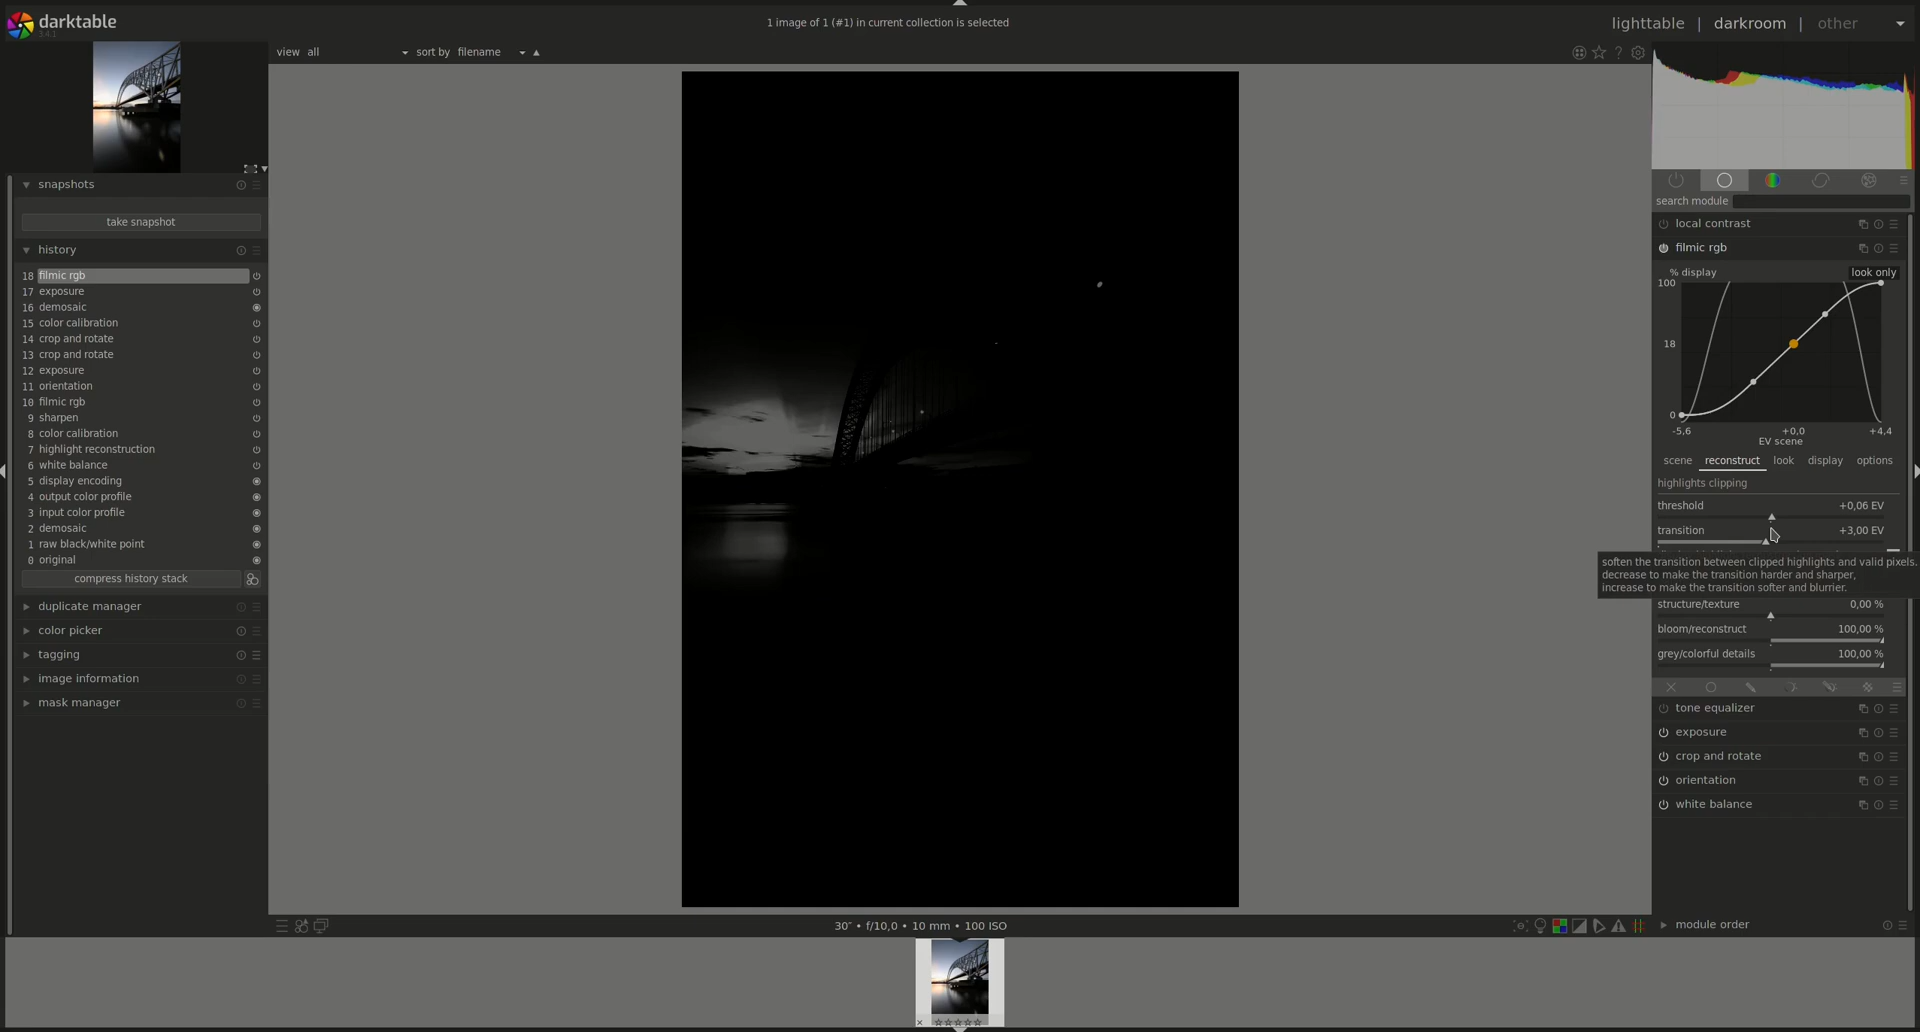 darktable
3.4.1
1 image of 1 (#1) in current collection is selected
lighttable | darkroom | other
view all
sort by filename
snapshots
take snapshot
history
18 filmic rgb
17 exposure
16 demosaic
15 color calibration
14 crop and rotate
13 crop and rotate
12 exposure
11 orientation
10 filmic rgb
9 sharpen
8 color calibration
7 highlight reconstruction
6 white balance
5 display encoding
4 output color profile
3 input color profile
2 demosaic
1 raw black/white point
0 original
compress history stack
duplicate manager
color picker
tagging
image information
mask manager
30" • f/10,0 • 10 mm • 100 ISO
search module
local contrast
filmic rgb
% display
look only
100
18
0
-5,6
+0,0
+4,4
EV scene
scene reconstruct look display options
highlights clipping
threshold +0,06 EV
transition +3,00 EV
soften the transition between clipped highlights and valid pixels.
decrease to make the transition harder and sharper,
increase to make the transition softer and blurrier.
structure/texture 0,00 %
bloom/reconstruct 100,00 %
grey/colorful details 100,00 %
tone equalizer
exposure
crop and rotate
orientation
white balance
module order